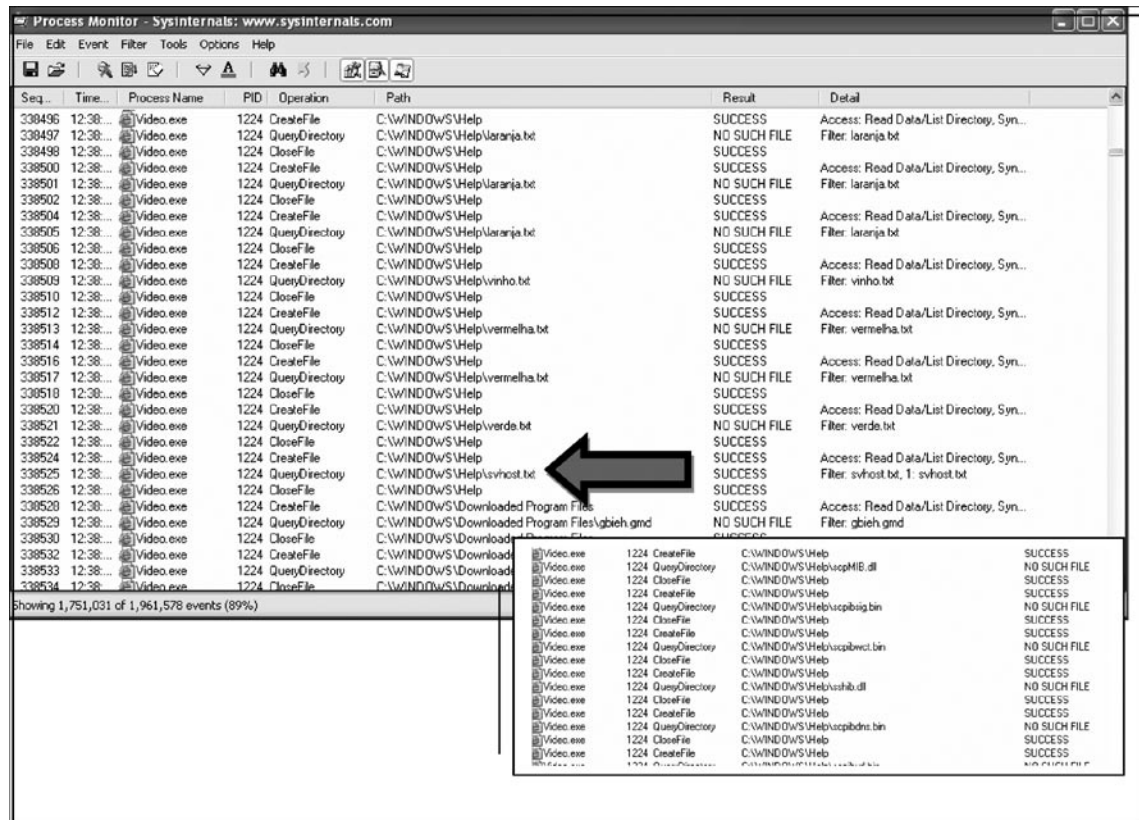 Process Monitor - Sysinternals: www.sysinternals.com
File Edit Event Filter Tools Options Help
Seq... Time... Process Name PID Operation Path Result Detail
338496 12:38:... Video.exe 1224 CreateFile C:\WINDOWS\Help SUCCESS Access: Read Data/List Directory, Syn...
338497 12:38:... Video.exe 1224 QueryDirectory C:\WINDOWS\Help\laranja.txt NO SUCH FILE Filter: laranja.txt
338498 12:38:... Video.exe 1224 CloseFile C:\WINDOWS\Help SUCCESS
338500 12:38:... Video.exe 1224 CreateFile C:\WINDOWS\Help SUCCESS Access: Read Data/List Directory, Syn...
338501 12:38:... Video.exe 1224 QueryDirectory C:\WINDOWS\Help\laranja.txt NO SUCH FILE Filter: laranja.txt
338502 12:38:... Video.exe 1224 CloseFile C:\WINDOWS\Help SUCCESS
338504 12:38:... Video.exe 1224 CreateFile C:\WINDOWS\Help SUCCESS Access: Read Data/List Directory, Syn...
338505 12:38:... Video.exe 1224 QueryDirectory C:\WINDOWS\Help\laranja.txt NO SUCH FILE Filter: laranja.txt
338506 12:38:... Video.exe 1224 CloseFile C:\WINDOWS\Help SUCCESS
338508 12:38:... Video.exe 1224 CreateFile C:\WINDOWS\Help SUCCESS Access: Read Data/List Directory, Syn...
338509 12:38:... Video.exe 1224 QueryDirectory C:\WINDOWS\Help\vinho.txt NO SUCH FILE Filter: vinho.txt
338510 12:38:... Video.exe 1224 CloseFile C:\WINDOWS\Help SUCCESS
338512 12:38:... Video.exe 1224 CreateFile C:\WINDOWS\Help SUCCESS Access: Read Data/List Directory, Syn...
338513 12:38:... Video.exe 1224 QueryDirectory C:\WINDOWS\Help\vermelha.txt NO SUCH FILE Filter: vermelha.txt
338514 12:38:... Video.exe 1224 CloseFile C:\WINDOWS\Help SUCCESS
338516 12:38:... Video.exe 1224 CreateFile C:\WINDOWS\Help SUCCESS Access: Read Data/List Directory, Syn...
338517 12:38:... Video.exe 1224 QueryDirectory C:\WINDOWS\Help\vermelha.txt NO SUCH FILE Filter: vermelha.txt
338518 12:38:... Video.exe 1224 CloseFile C:\WINDOWS\Help SUCCESS
338520 12:38:... Video.exe 1224 CreateFile C:\WINDOWS\Help SUCCESS Access: Read Data/List Directory, Syn...
338521 12:38:... Video.exe 1224 QueryDirectory C:\WINDOWS\Help\verde.txt NO SUCH FILE Filter: verde.txt
338522 12:38:... Video.exe 1224 CloseFile C:\WINDOWS\Help SUCCESS
338524 12:38:... Video.exe 1224 CreateFile C:\WINDOWS\Help SUCCESS Access: Read Data/List Directory, Syn...
338525 12:38:... Video.exe 1224 QueryDirectory C:\WINDOWS\Help\svhost.txt SUCCESS Filter: svhost.txt, 1: svhost.txt
338526 12:38:... Video.exe 1224 CloseFile C:\WINDOWS\Help SUCCESS
338528 12:38:... Video.exe 1224 CreateFile C:\WINDOWS\Downloaded Program Files SUCCESS Access: Read Data/List Directory, Syn...
338529 12:38:... Video.exe 1224 QueryDirectory C:\WINDOWS\Downloaded Program Files\gbieh.gmd NO SUCH FILE Filter: gbieh.gmd
338530 12:38:... Video.exe 1224 CloseFile C:\WINDOWS\Downloaded Program Files SUCCESS
338532 12:38:... Video.exe 1224 CreateFile C:\WINDOWS\Downloaded
338533 12:38:... Video.exe 1224 QueryDirectory C:\WINDOWS\Downloaded
338534 12:38:... Video.exe 1224 CloseFile C:\WINDOWS\Downloaded
Showing 1,751,031 of 1,961,578 events (89%)
Video.exe 1224 CreateFile C:\WINDOWS\Help SUCCESS
Video.exe 1224 QueryDirectory C:\WINDOWS\Help\scpMIB.dll NO SUCH FILE
Video.exe 1224 CloseFile C:\WINDOWS\Help SUCCESS
Video.exe 1224 CreateFile C:\WINDOWS\Help SUCCESS
Video.exe 1224 QueryDirectory C:\WINDOWS\Help\scpibsig.bin NO SUCH FILE
Video.exe 1224 CloseFile C:\WINDOWS\Help SUCCESS
Video.exe 1224 CreateFile C:\WINDOWS\Help SUCCESS
Video.exe 1224 QueryDirectory C:\WINDOWS\Help\scpibwct.bin NO SUCH FILE
Video.exe 1224 CloseFile C:\WINDOWS\Help SUCCESS
Video.exe 1224 CreateFile C:\WINDOWS\Help SUCCESS
Video.exe 1224 QueryDirectory C:\WINDOWS\Help\sshib.dll NO SUCH FILE
Video.exe 1224 CloseFile C:\WINDOWS\Help SUCCESS
Video.exe 1224 CreateFile C:\WINDOWS\Help SUCCESS
Video.exe 1224 QueryDirectory C:\WINDOWS\Help\scpibdns.bin NO SUCH FILE
Video.exe 1224 CloseFile C:\WINDOWS\Help SUCCESS
Video.exe 1224 CreateFile C:\WINDOWS\Help SUCCESS
Video.exe 1224 QueryDirectory NO SUCH FILE